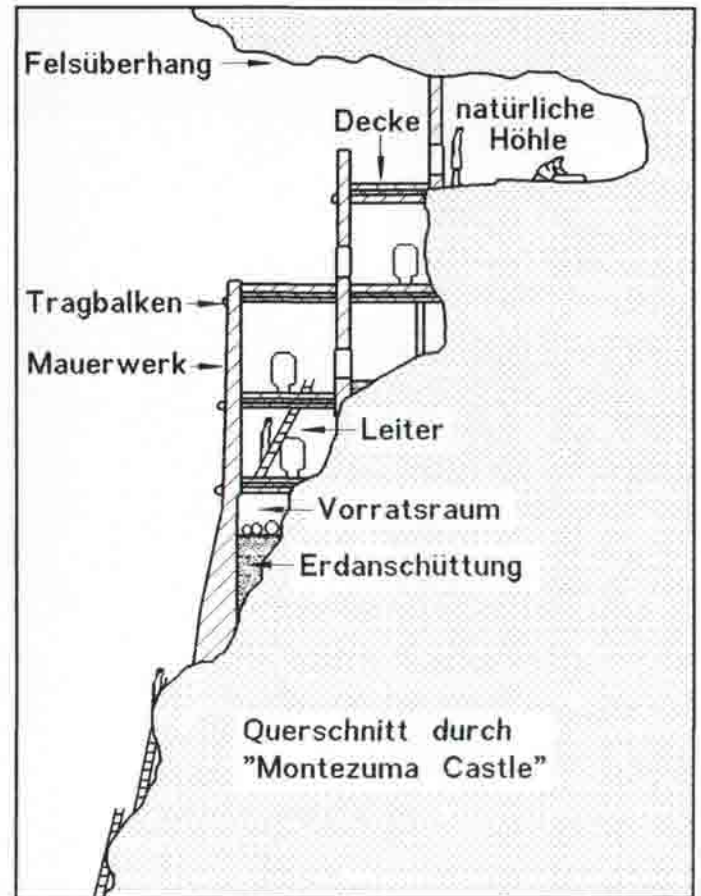 Felsüberhang
Decke
natürliche
Höhle
Tragbalken
Mauerwerk
Leiter
Vorratsraum
Erdanschüttung
Querschnitt durch
"Montezuma Castle"